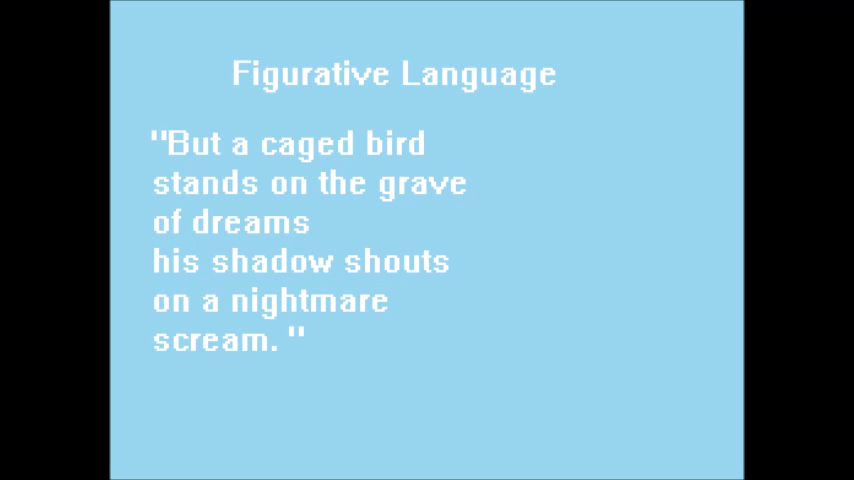 Figurative Language
"But a caged bird
stands on the grave
of dreams
his shadow shouts
on a nightmare
scream. "